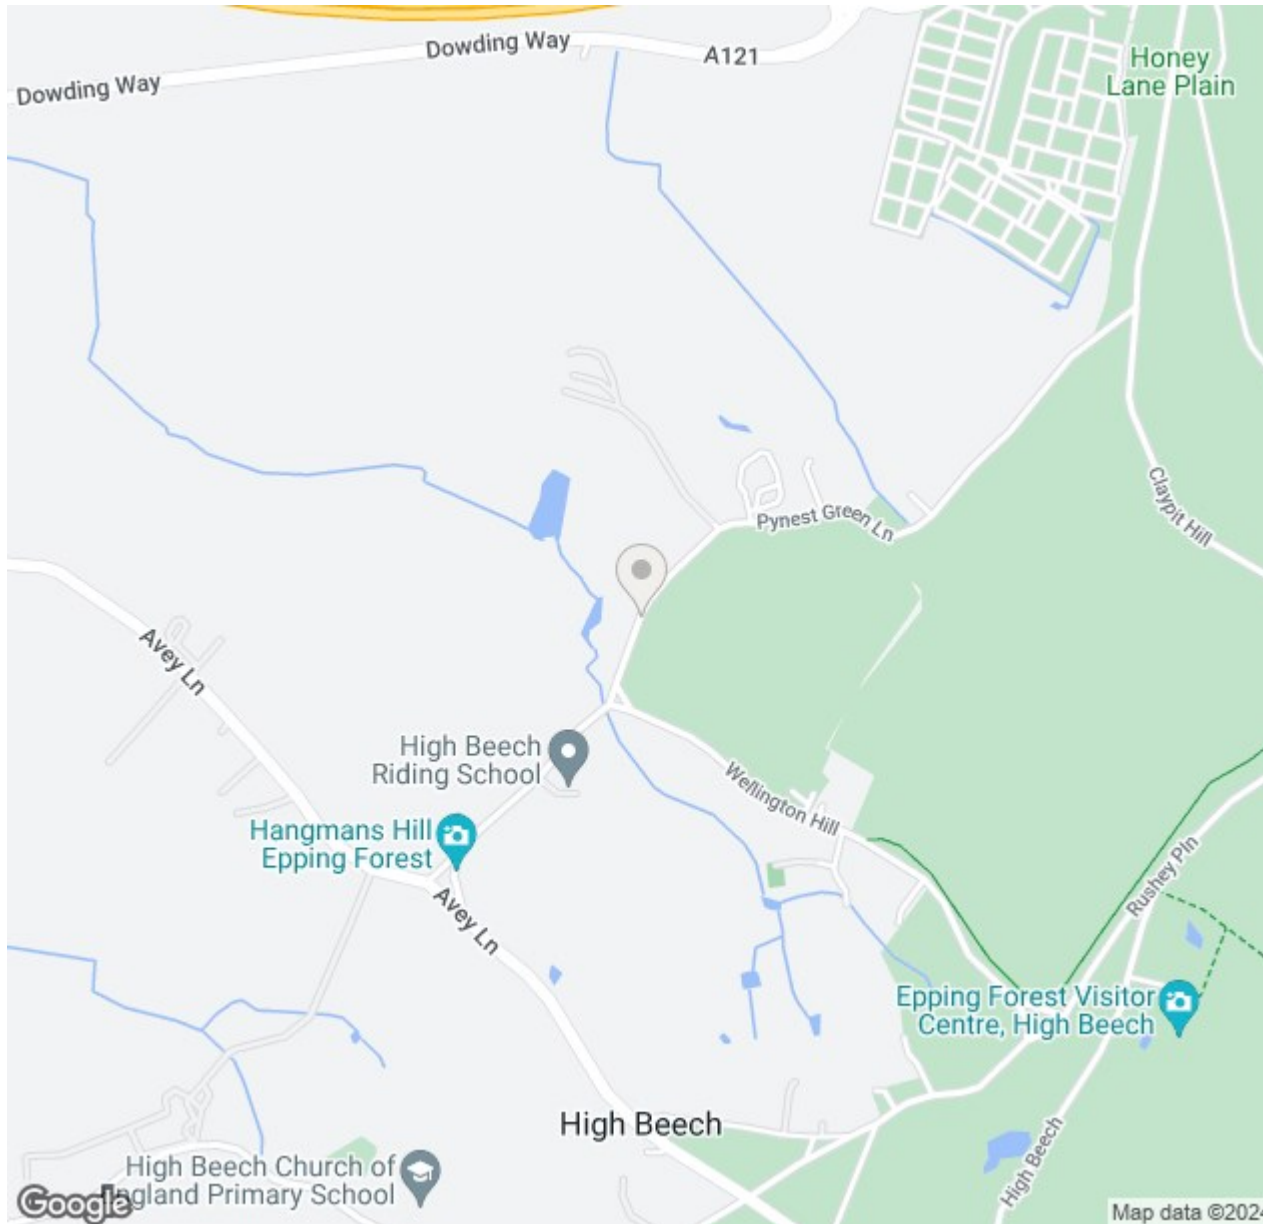 Dowding Way
Dowding Way
A121
Honey
Lane Plain
Claypit Hill
Pynest Green Ln
Avey Ln
High Beech
Riding School
Wellington Hill
Hangmans Hill
Epping Forest
Rushey Pln
Avey Ln
Epping Forest Visitor
Centre, High Beech
High Beech
High Beech
High Beech Church of
England Primary School
Google
Map data ©2024